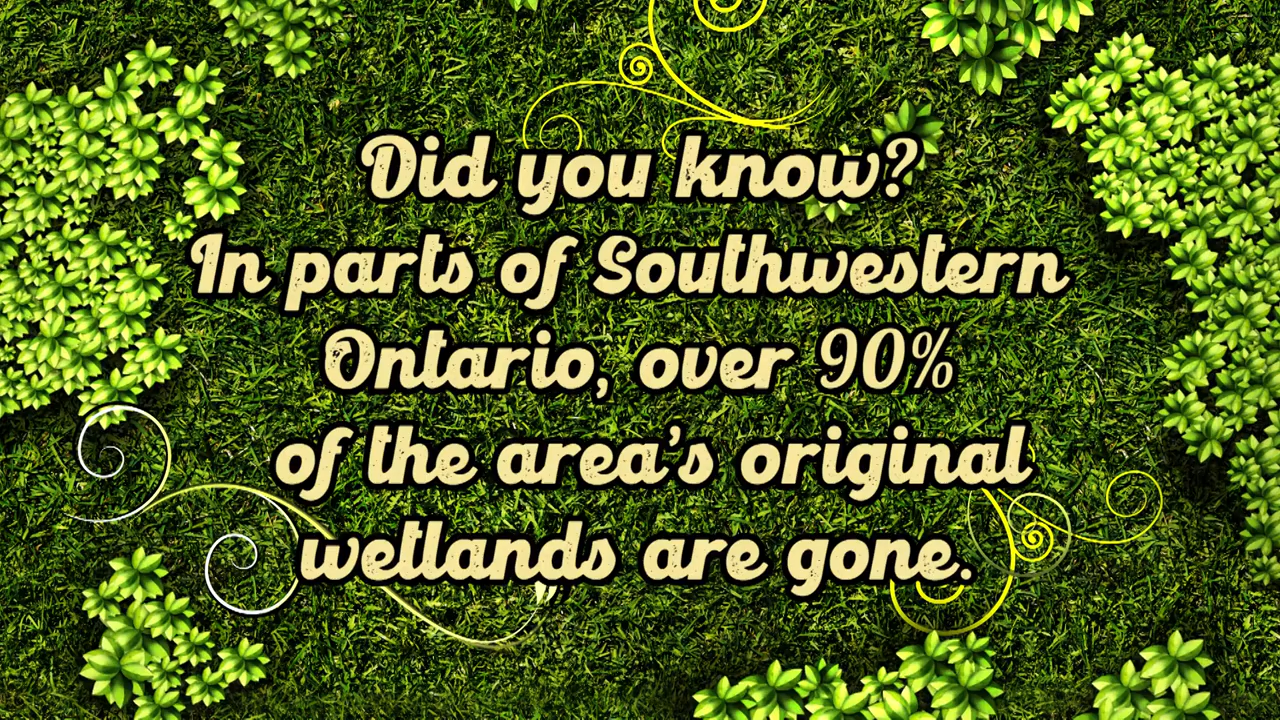 Did you know?
In parts of Southwestern
Ontario, over 90%
of the area's original
wetlands are gone.